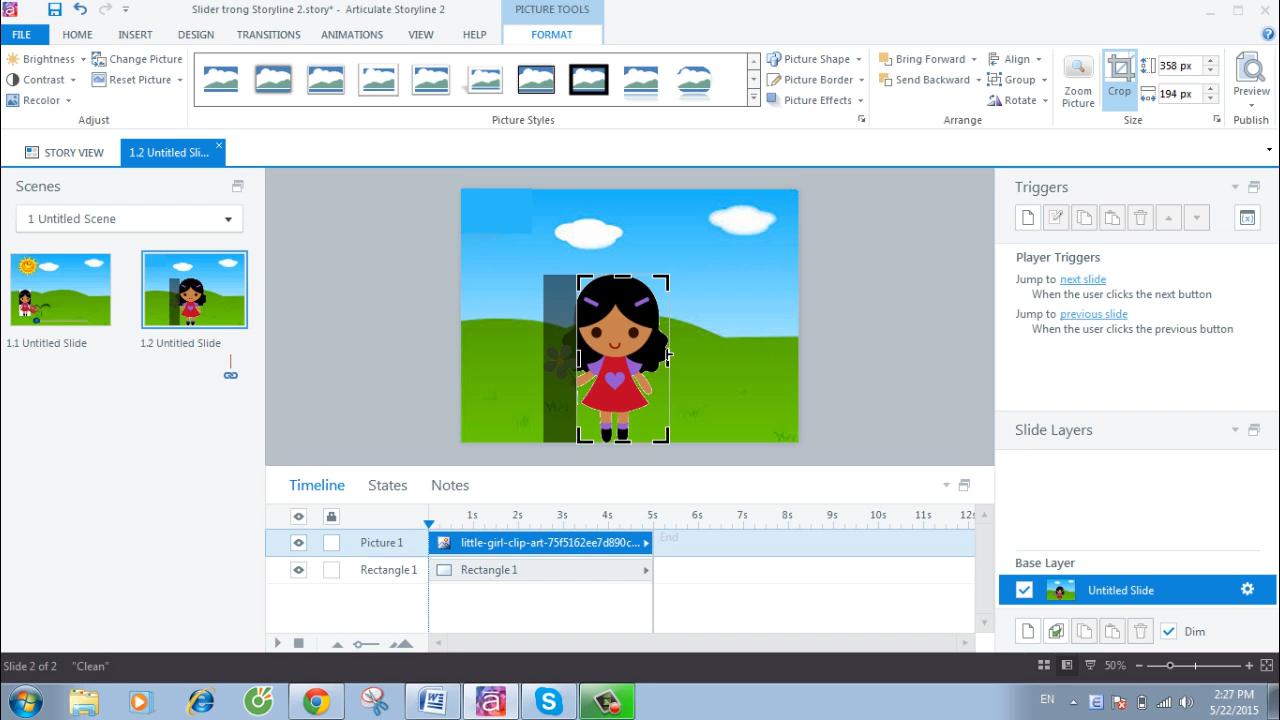 Slider trong Storyline 2.story* - Articulate Storyline 2
PICTURE TOOLS
FILE HOME INSERT DESIGN TRANSITIONS ANIMATIONS VIEW HELP FORMAT
Brightness Change Picture Picture Shape Bring Forward Align 358 px
Contrast Reset Picture Picture Border Send Backward Group Zoom Picture Crop Preview
Recolor Picture Effects Rotate 194 px
Adjust Picture Styles Arrange Size Publish
STORY VIEW 1.2 Untitled Sli...
Scenes
1 Untitled Scene
1.1 Untitled Slide 1.2 Untitled Slide
Triggers
Player Triggers
Jump to next slide
When the user clicks the next button
Jump to previous slide
When the user clicks the previous button
Slide Layers
Timeline States Notes
1s 2s 3s 4s 5s 6s 7s 8s 9s 10s 11s 12s
Picture 1 little-girl-clip-art-75f5162ee7d890c... End
Rectangle 1 Rectangle 1
Base Layer
Untitled Slide
Dim
Slide 2 of 2 "Clean" 50%
EN 2:27 PM
5/22/2015